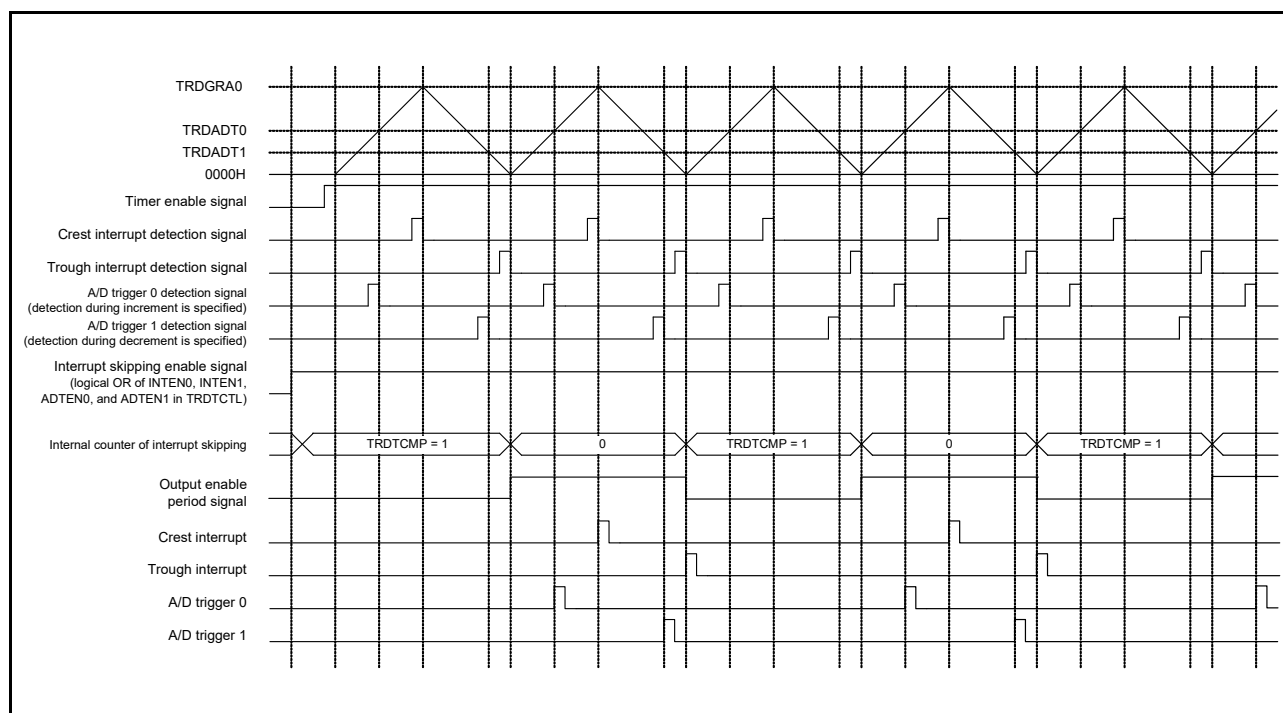 TRDGRA0
TRDADT0
TRDADT1
0000H
Timer enable signal
Crest interrupt detection signal
Trough interrupt detection signal
A/D trigger 0 detection signal
(detection during increment is specified)
A/D trigger 1 detection signal
(detection during decrement is specified)
Interrupt skipping enable signal
(logical OR of INTEN0, INTEN1,
ADTEN0, and ADTEN1 in TRDTCTL)
Internal counter of interrupt skipping
TRDTCMP = 1
0
TRDTCMP = 1
0
TRDTCMP = 1
Output enable
period signal
Crest interrupt
Trough interrupt
A/D trigger 0
A/D trigger 1